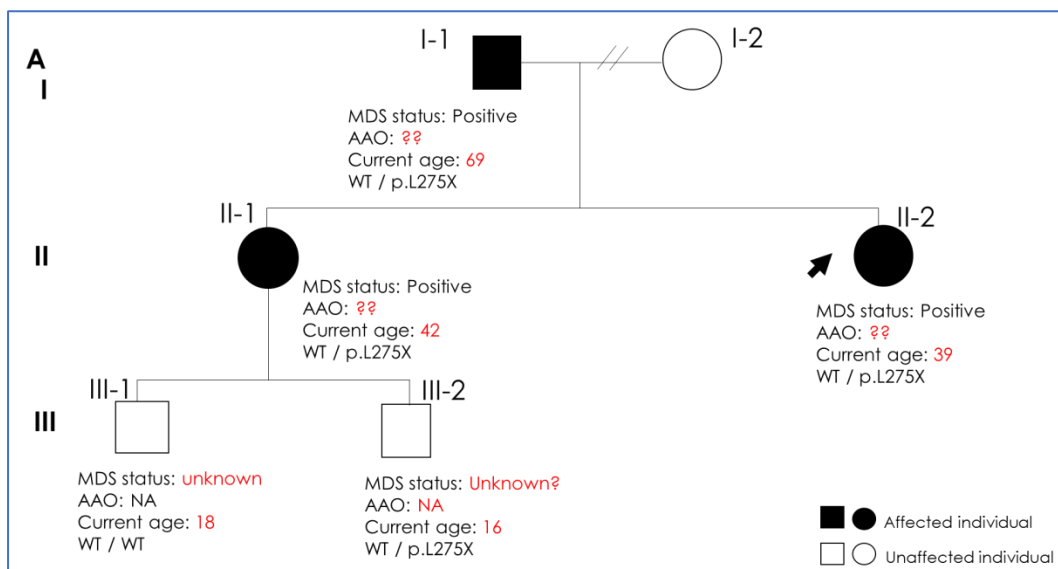 A
I
I-1
I-2
MDS status: Positive
AAO: ??
Current age: 69
WT / p.L275X
II
II-1
II-2
MDS status: Positive
AAO: ??
Current age: 42
WT / p.L275X
MDS status: Positive
AAO: ??
Current age: 39
WT / p.L275X
III
III-1
III-2
MDS status: unknown
AAO: NA
Current age: 18
WT / WT
MDS status: Unknown?
AAO: NA
Current age: 16
WT / p.L275X
Affected individual
Unaffected individual